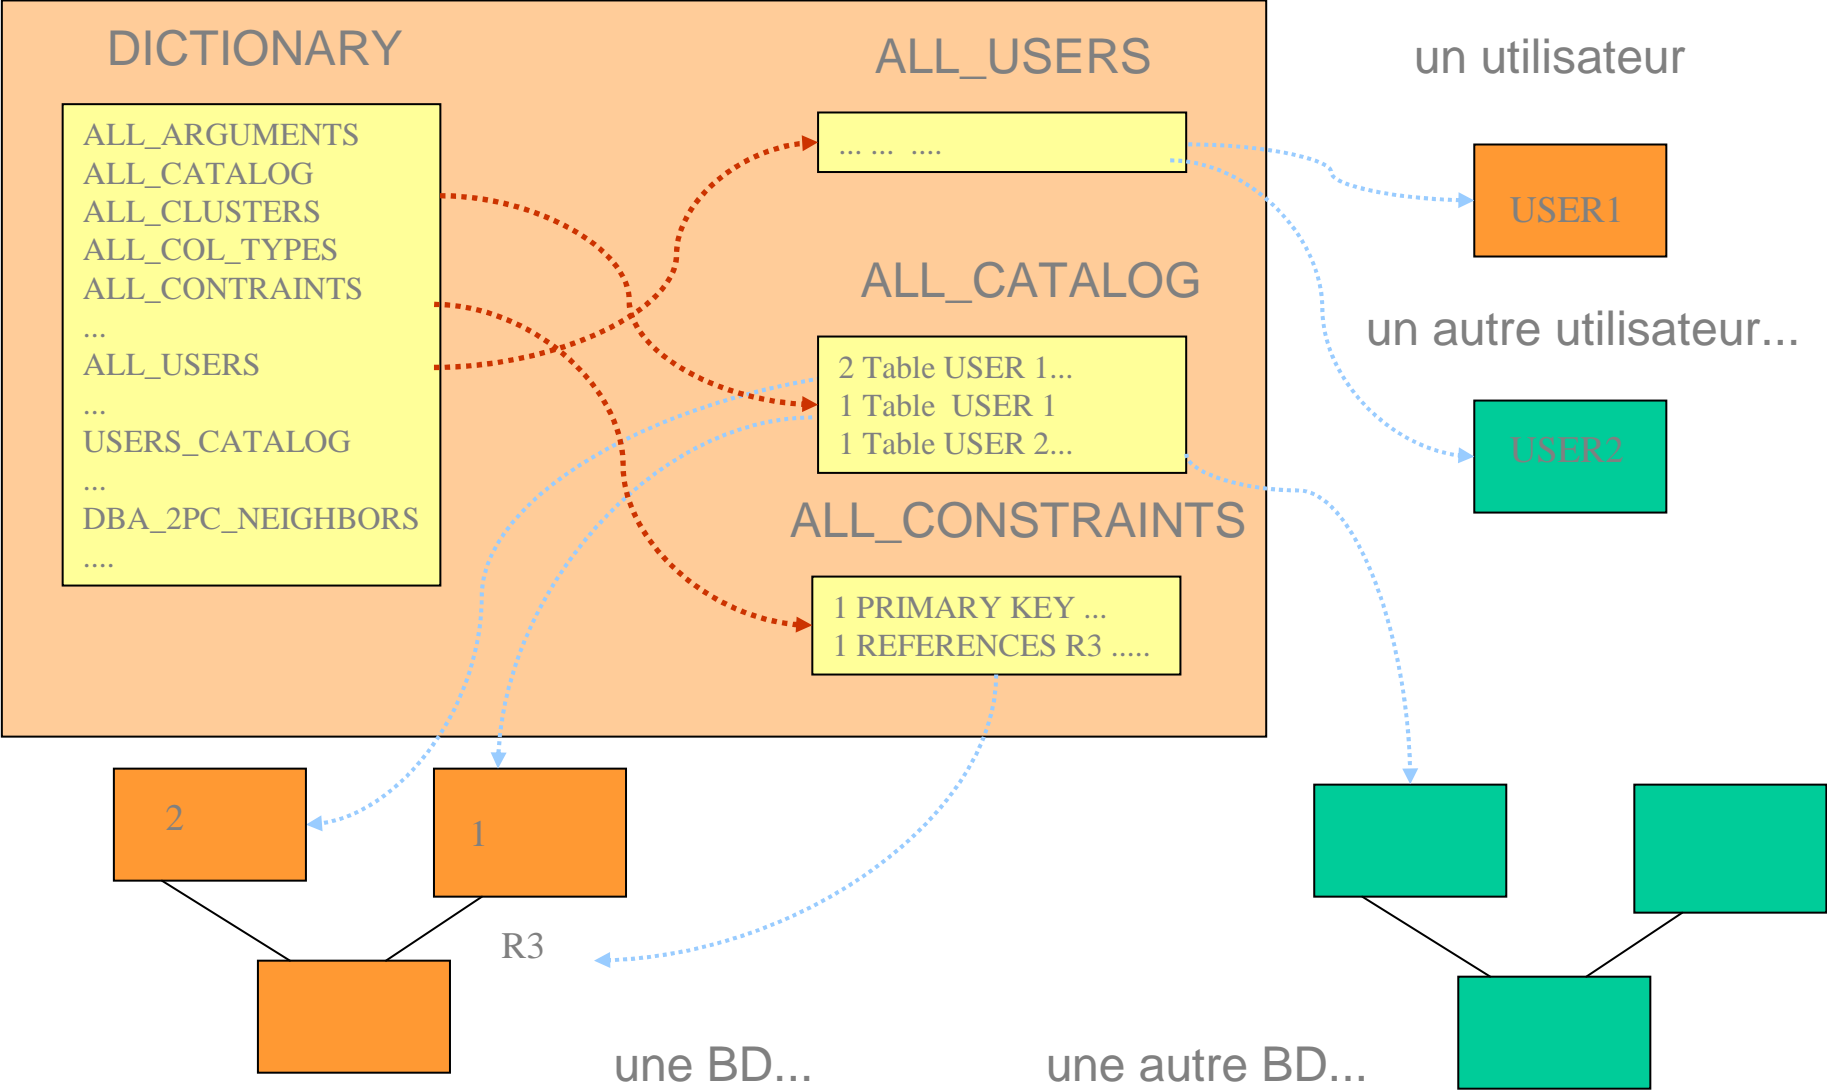 DICTIONARY
ALL_ARGUMENTS
ALL_CATALOG
ALL_CLUSTERS
ALL_COL_TYPES
ALL_CONTRAINTS
...
ALL_USERS
...
USERS_CATALOG
...
DBA_2PC_NEIGHBORS
....
ALL_USERS
... ... ....
ALL_CATALOG
2 Table USER 1...
1 Table  USER 1
1 Table USER 2...
ALL_CONSTRAINTS
1 PRIMARY KEY ...
1 REFERENCES R3 .....
un utilisateur
USER1
un autre utilisateur...
USER2
2
1
R3
une BD...
une autre BD...